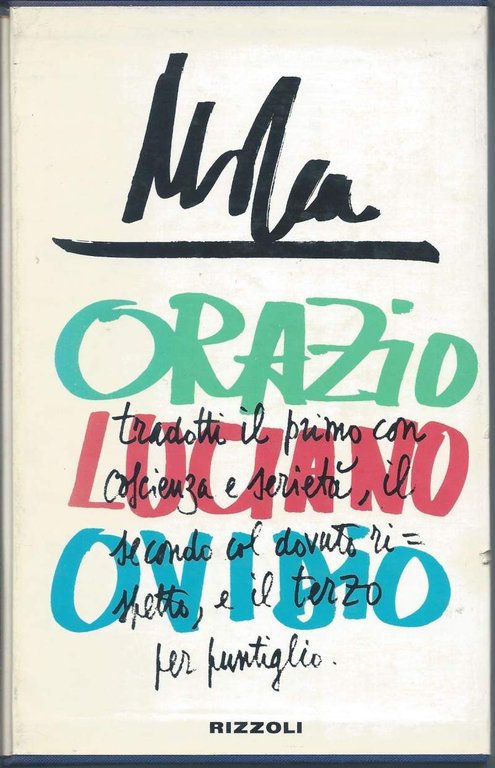 Mosca
ORAZIO
LUCIANO
OVIDIO
tradotti il primo con
coscienza e serietà, il
secondo col dovuto ri=
spetto, e il terzo
per puntiglio.
RIZZOLI